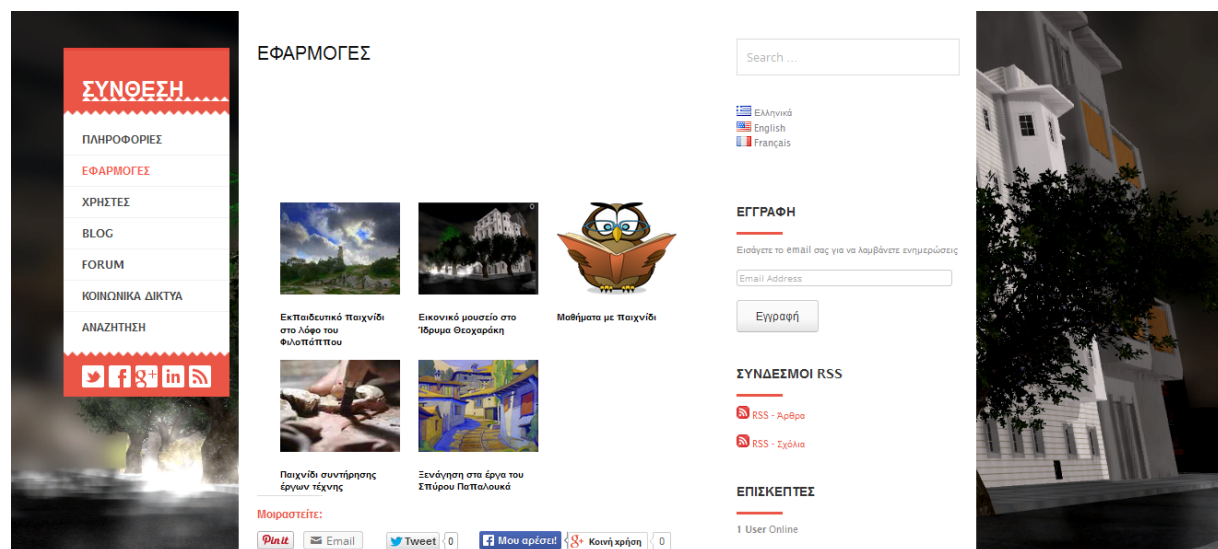 ΣΥΝΘΕΣΗ
ΠΛΗΡΟΦΟΡΙΕΣ
ΕΦΑΡΜΟΓΕΣ
ΧΡΗΣΤΕΣ
BLOG
FORUM
ΚΟΙΝΩΝΙΚΑ ΔΙΚΤΥΑ
ΑΝΑΖΗΤΗΣΗ
ΕΦΑΡΜΟΓΕΣ
Εκπαιδευτικό παιχνίδι
στο λόφο του
Φιλοπάππου
Εικονικό μουσείο στο
Ίδρυμα Θεοχαράκη
Μαθήματα με παιχνίδι
Παιχνίδι συντήρησης
έργων τέχνης
Ξενάγηση στα έργα του
Σπύρου Παπαλουκά
Μοιραστείτε:
Pin it
Email
Tweet 0
Μου αρέσει!
g+ Κοινή χρήση 0
Search ...
Ελληνικά
English
Français
ΕΓΓΡΑΦΗ
Εισάγετε το email σας για να λαμβάνετε ενημερώσεις
Email Address
Εγγραφή
ΣΥΝΔΕΣΜΟΙ RSS
RSS - Άρθρα
RSS - Σχόλια
ΕΠΙΣΚΕΠΤΕΣ
1 User Online